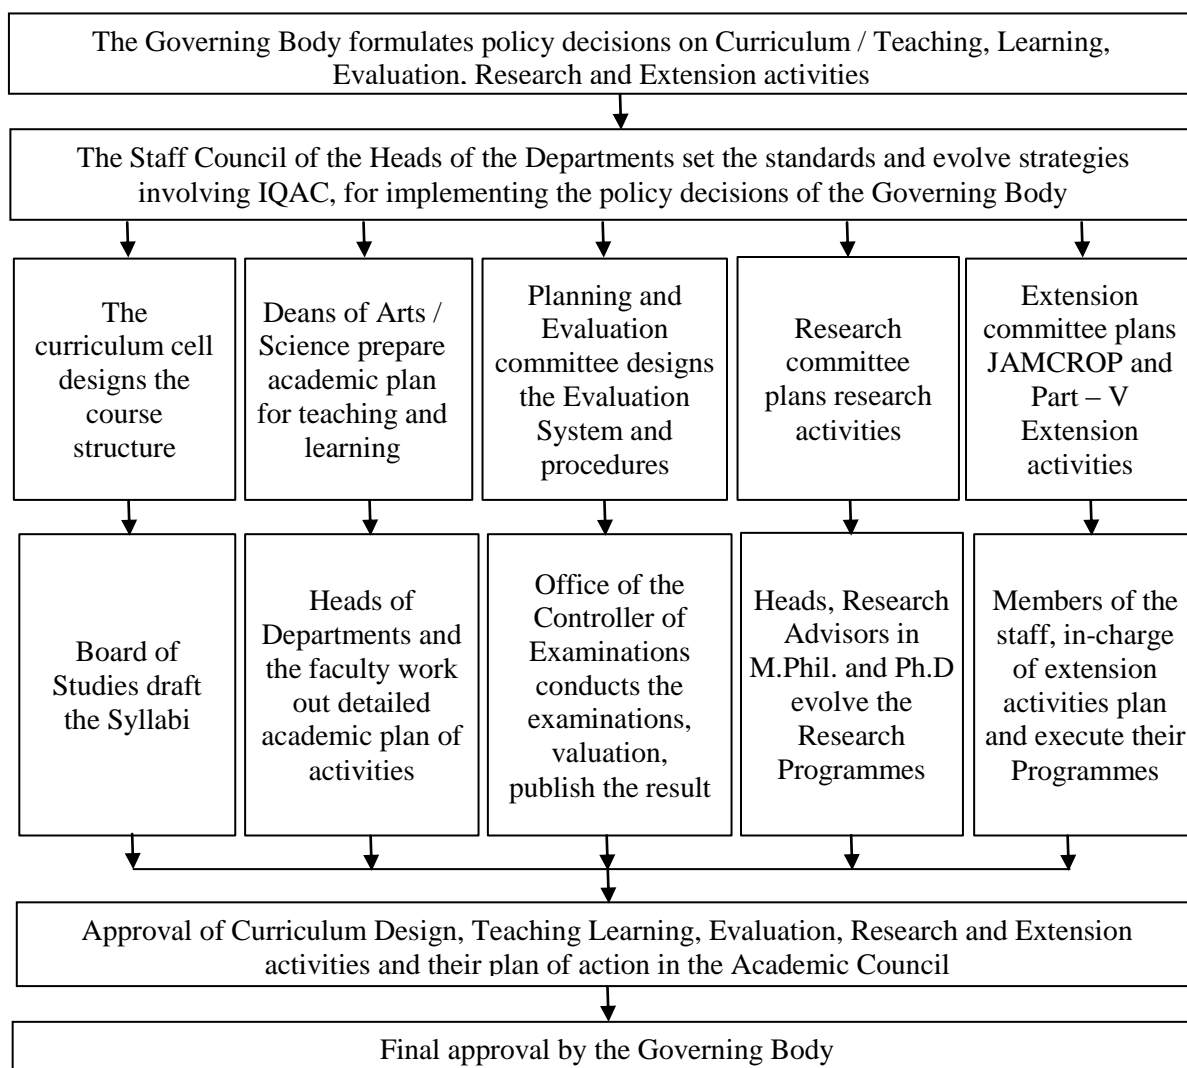 The Governing Body formulates policy decisions on Curriculum / Teaching, Learning,
Evaluation, Research and Extension activities
The Staff Council of the Heads of the Departments set the standards and evolve strategies
involving IQAC, for implementing the policy decisions of the Governing Body
The
curriculum cell
designs the
course
structure
Deans of Arts /
Science prepare
academic plan
for teaching and
learning
Planning and
Evaluation
committee designs
the Evaluation
System and
procedures
Research
committee
plans research
activities
Extension
committee plans
JAMCROP and
Part – V
Extension
activities
Board of
Studies draft
the Syllabi
Heads of
Departments and
the faculty work
out detailed
academic plan of
activities
Office of the
Controller of
Examinations
conducts the
examinations,
valuation,
publish the result
Heads, Research
Advisors in
M.Phil. and Ph.D
evolve the
Research
Programmes
Members of the
staff, in-charge
of extension
activities plan
and execute their
Programmes
Approval of Curriculum Design, Teaching Learning, Evaluation, Research and Extension
activities and their plan of action in the Academic Council
Final approval by the Governing Body